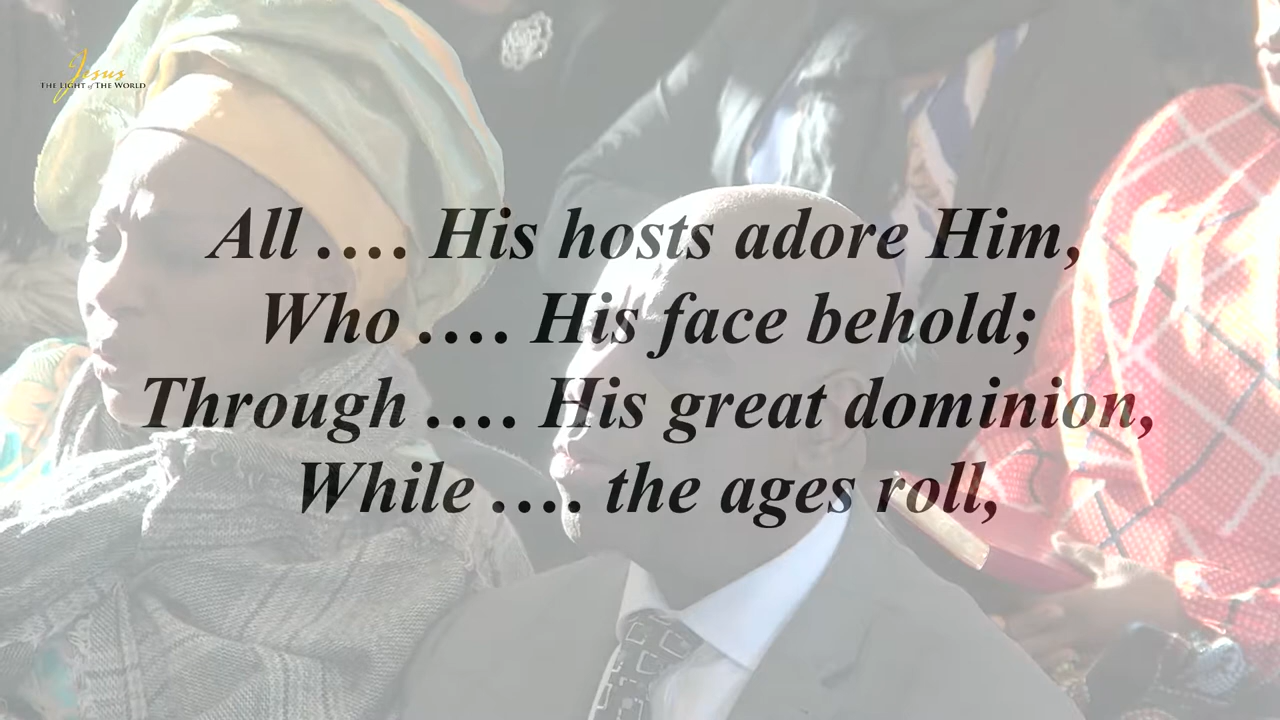 Jesus
THE LIGHT of THE WORLD
All .... His hosts adore Him,
Who .... His face behold;
Through .... His great dominion,
While .... the ages roll,